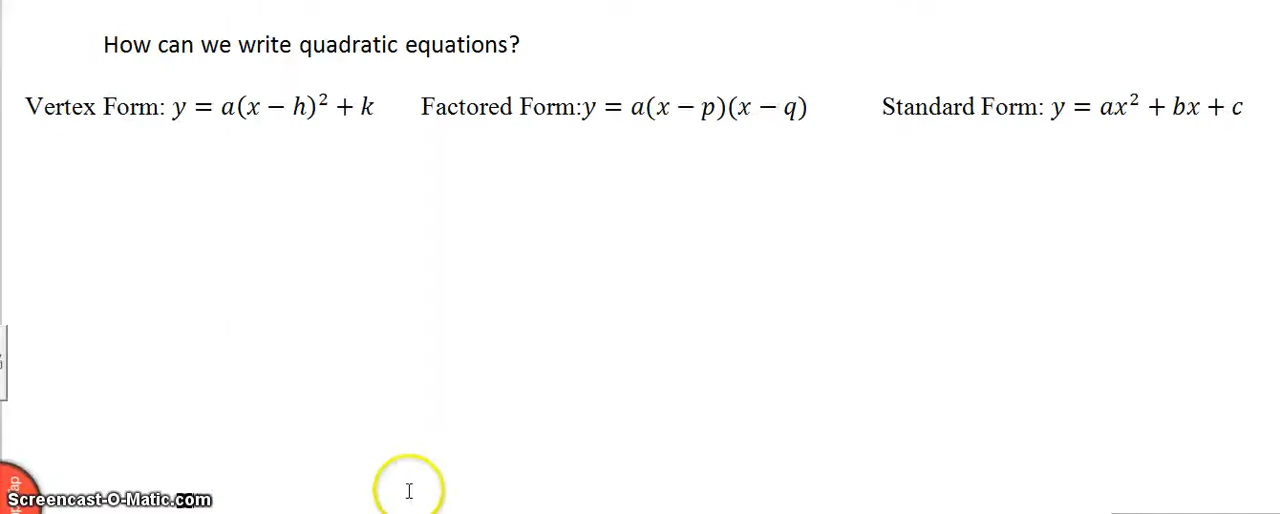 How can we write quadratic equations?
Vertex Form: y = a(x − h)² + k Factored Form:y = a(x − p)(x − q) Standard Form: y = ax² + bx + c
Screencast-O-Matic.com